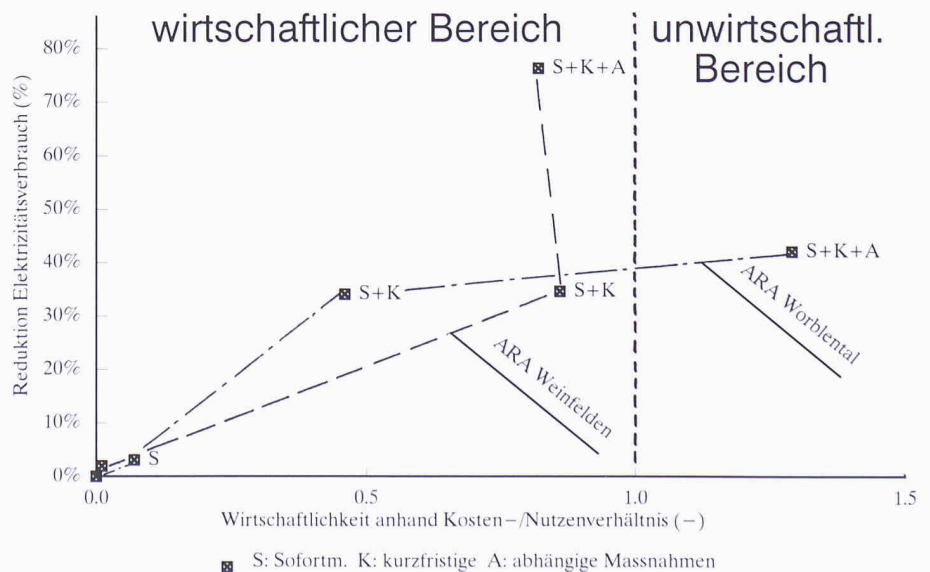 wirtschaftlicher Bereich
unwirtschaftl.
Bereich
Reduktion Elektrizitätsverbrauch (%)
80%
70%
60%
50%
40%
30%
20%
10%
0%
S+K+A
S+K
S+K
S+K+A
S
ARA Weinfelden
ARA Worblental
0.0
0.5
1.0
1.5
Wirtschaftlichkeit anhand Kosten-/Nutzenverhältnis (-)
S: Sofortm. K: kurzfristige A: abhängige Massnahmen